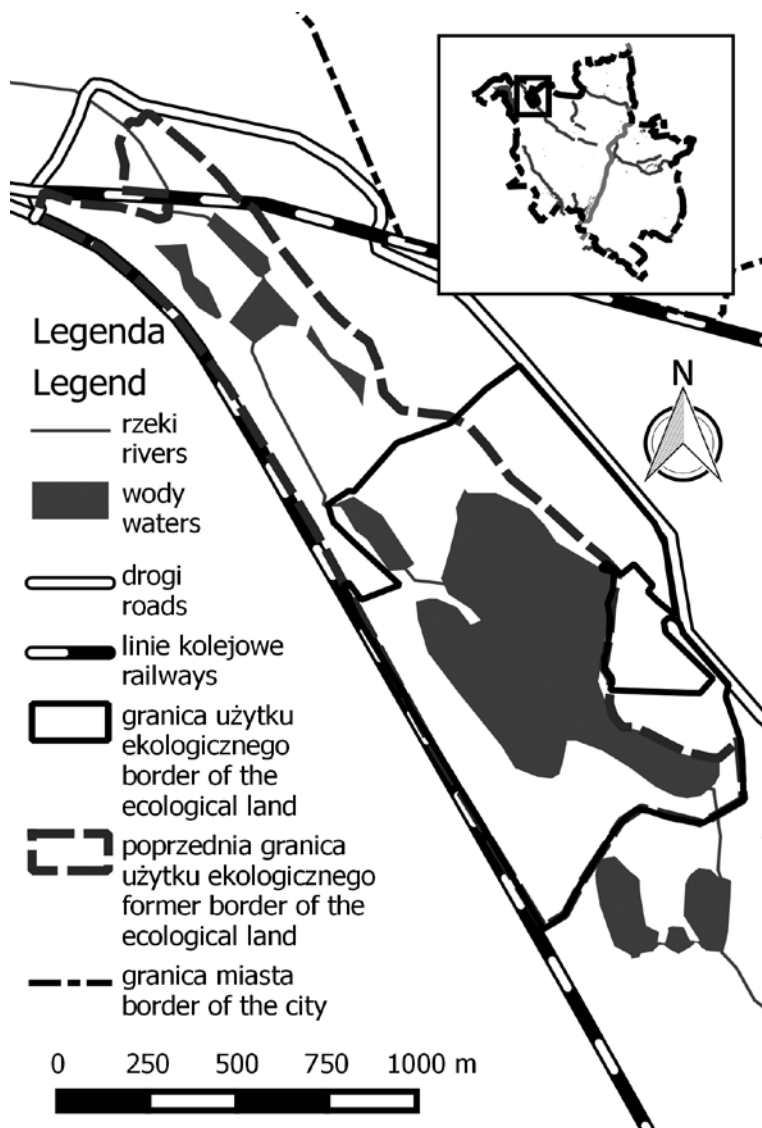 N
Legenda
Legend
rzeki
rivers
wody
waters
drogi
roads
linie kolejowe
railways
granica użytku
ekologicznego
border of the
ecological land
poprzednia granica
użytku ekologicznego
former border of the
ecological land
granica miasta
border of the city
0 250 500 750 1000 m